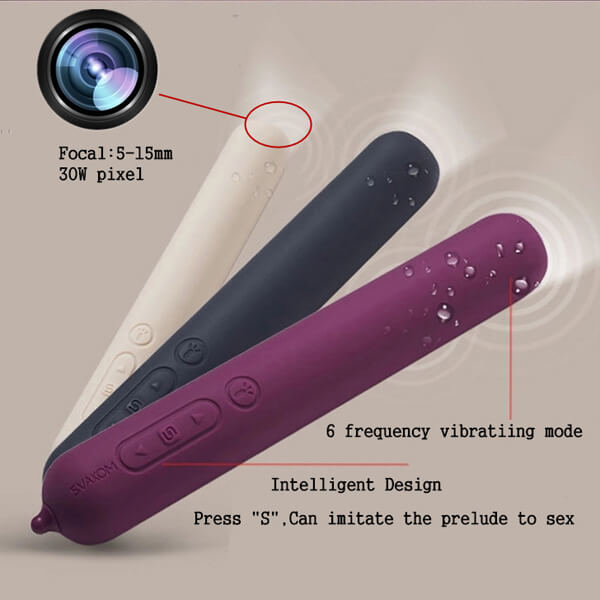 Focal:5-15mm
30W pixel
6 frequency vibratiing mode
SVAKOM
S
Intelligent Design
Press "S",Can imitate the prelude to sex